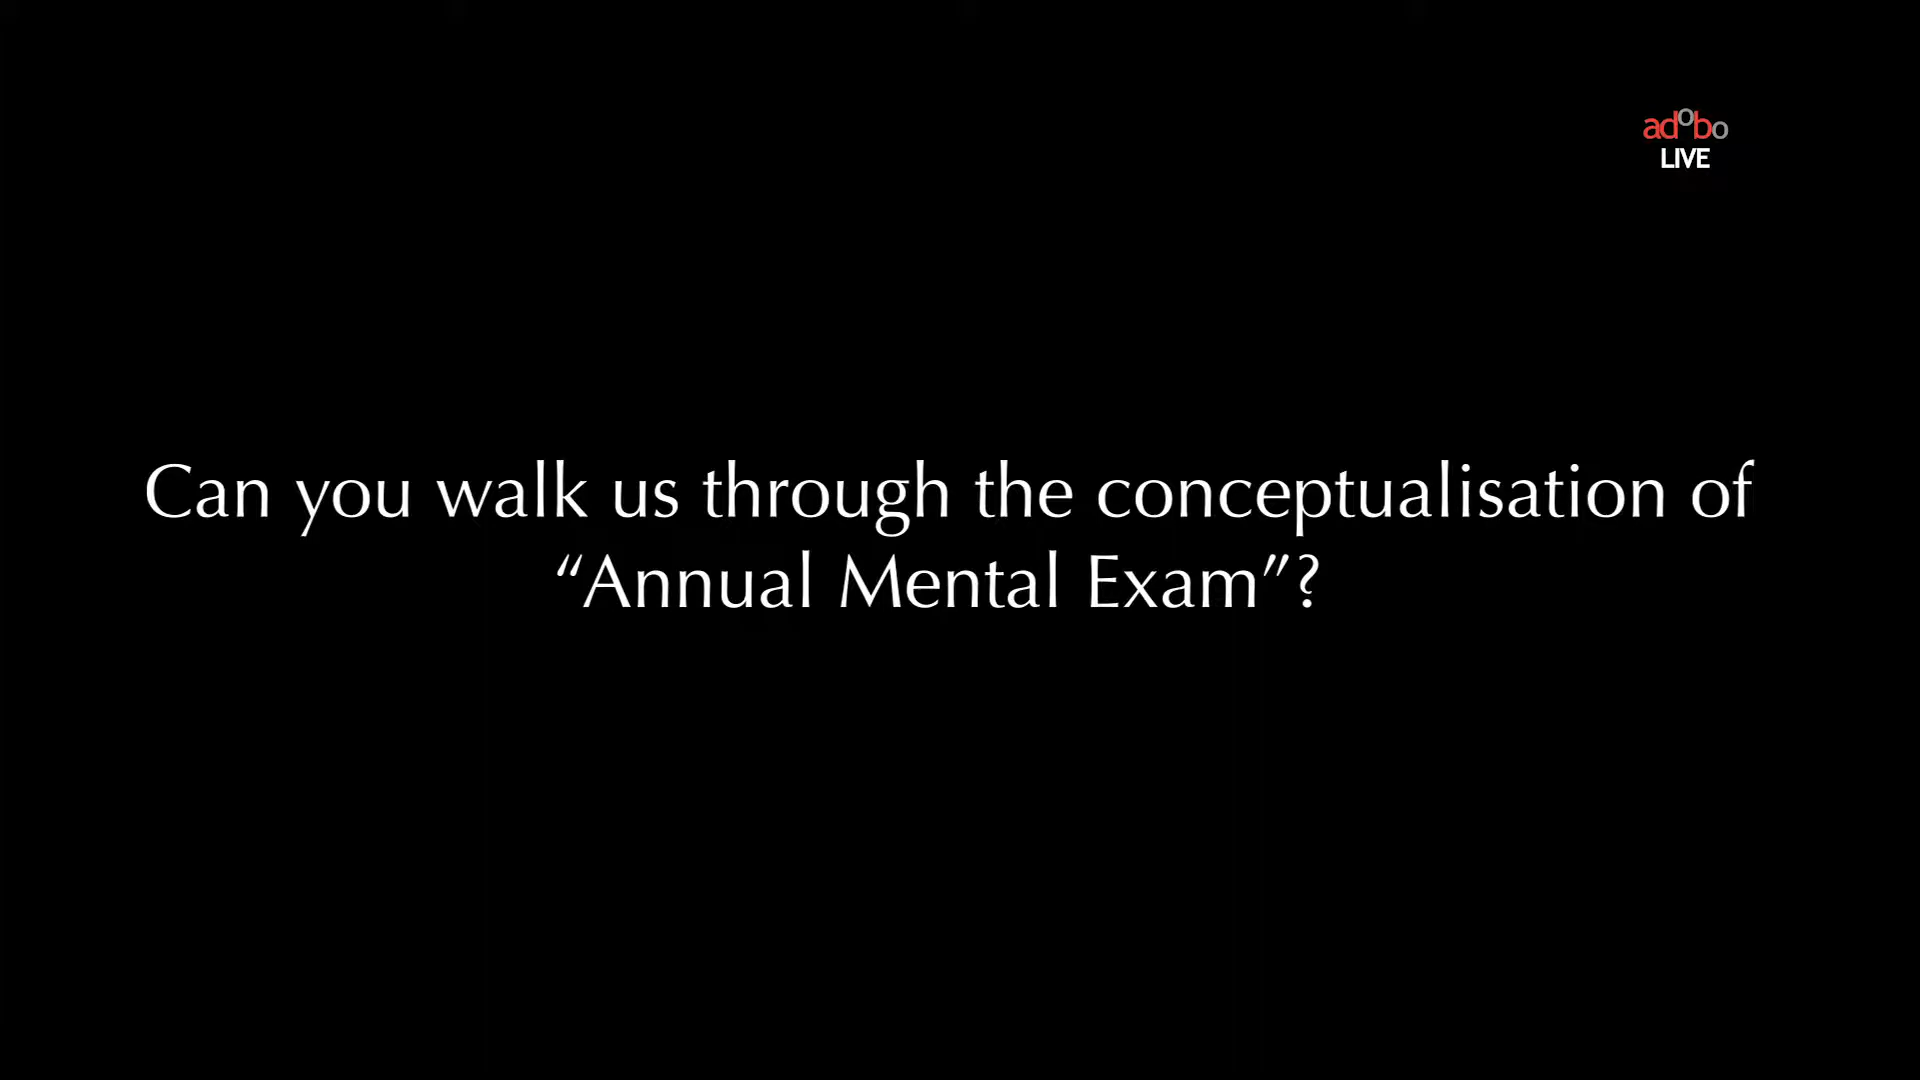 adobo
LIVE
Can you walk us through the conceptualisation of
“Annual Mental Exam”?